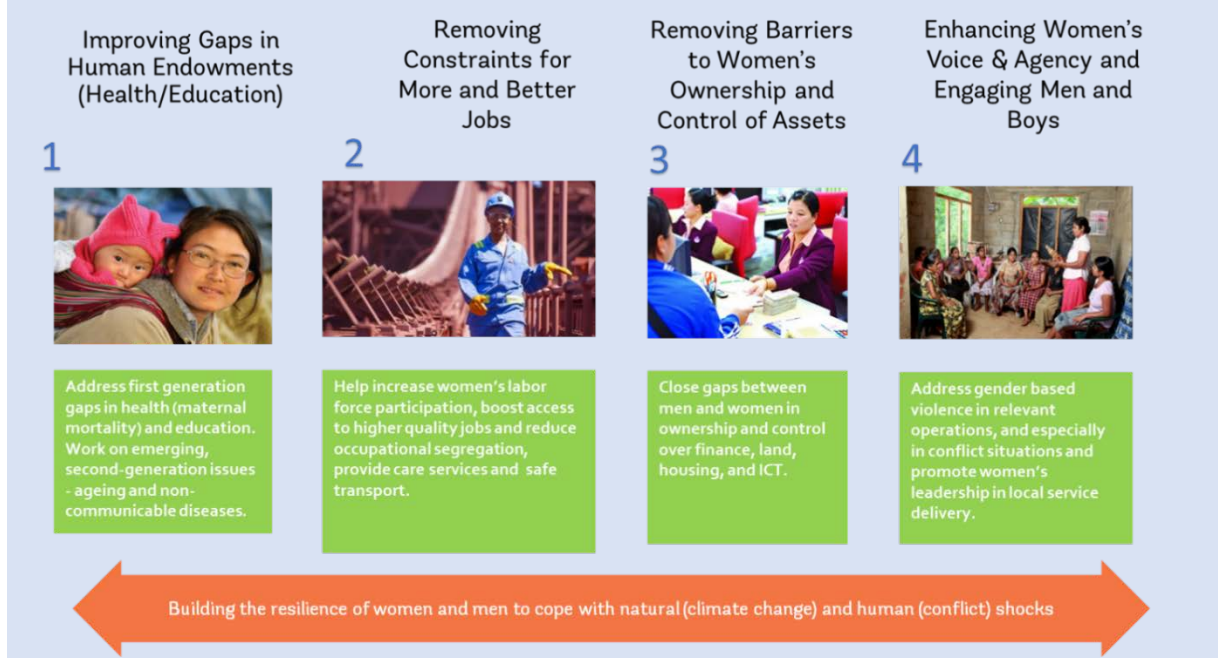 Improving Gaps in
Human Endowments
(Health/Education)
1
Address first generation
gaps in health (maternal
mortality) and education.
Work on emerging,
second-generation issues
- ageing and non-
communicable diseases.
Removing
Constraints for
More and Better
Jobs
2
Help increase women's labor
force participation, boost access
to higher quality jobs and reduce
occupational segregation,
provide care services and safe
transport.
Removing Barriers
to Women's
Ownership and
Control of Assets
3
Close gaps between
men and women in
ownership and control
over finance, land,
housing, and ICT.
Enhancing Women's
Voice & Agency and
Engaging Men and
Boys
4
Address gender based
violence in relevant
operations, and especially
in conflict situations and
promote women's
leadership in local service
delivery.
Building the resilience of women and men to cope with natural (climate change) and human (conflict) shocks